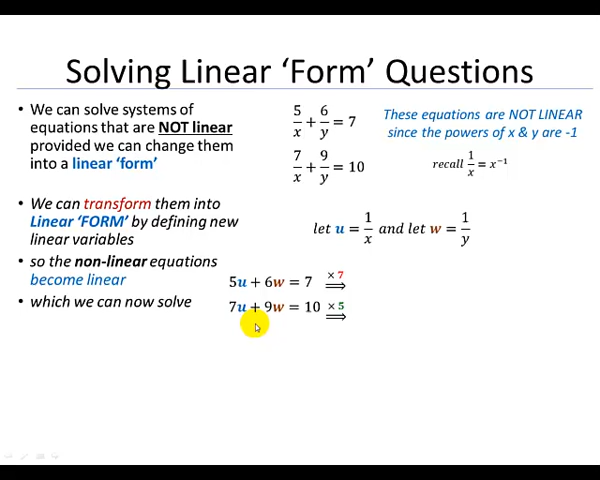 Solving Linear ‘Form’ Questions
• We can solve systems of
equations that are NOT linear
provided we can change them
into a linear ‘form’
5/x + 6/y = 7
7/x + 9/y = 10
These equations are NOT LINEAR
since the powers of x & y are -1
recall 1/x = x⁻¹
• We can transform them into
Linear ‘FORM’ by defining new
linear variables
let u = 1/x and let w = 1/y
• so the non-linear equations
become linear
• which we can now solve
5u + 6w = 7 ×7 ⟹
7u + 9w = 10 ×5 ⟹